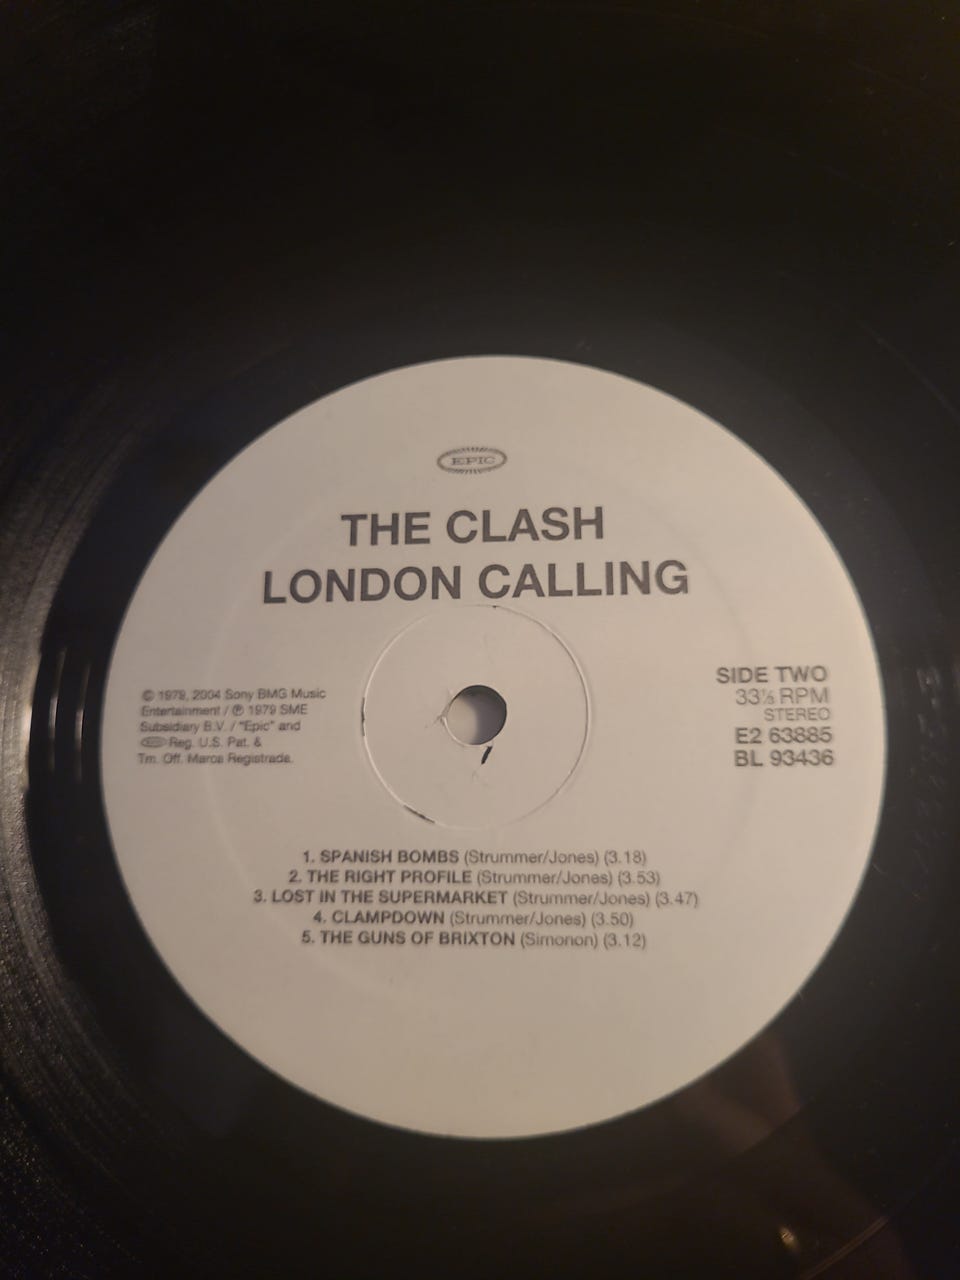 EPIC
THE CLASH
LONDON CALLING
© 1979, 2004 Sony BMG Music
Entertainment / ℗ 1979 SME
Subsidiary B.V. / "Epic" and
Reg. U.S. Pat. &
Tm. Off. Marca Registrada.
SIDE TWO
33⅓ RPM
STEREO
E2 63885
BL 93436
1. SPANISH BOMBS (Strummer/Jones) (3.18)
2. THE RIGHT PROFILE (Strummer/Jones) (3.53)
3. LOST IN THE SUPERMARKET (Strummer/Jones) (3.47)
4. CLAMPDOWN (Strummer/Jones) (3.50)
5. THE GUNS OF BRIXTON (Simonon) (3.12)